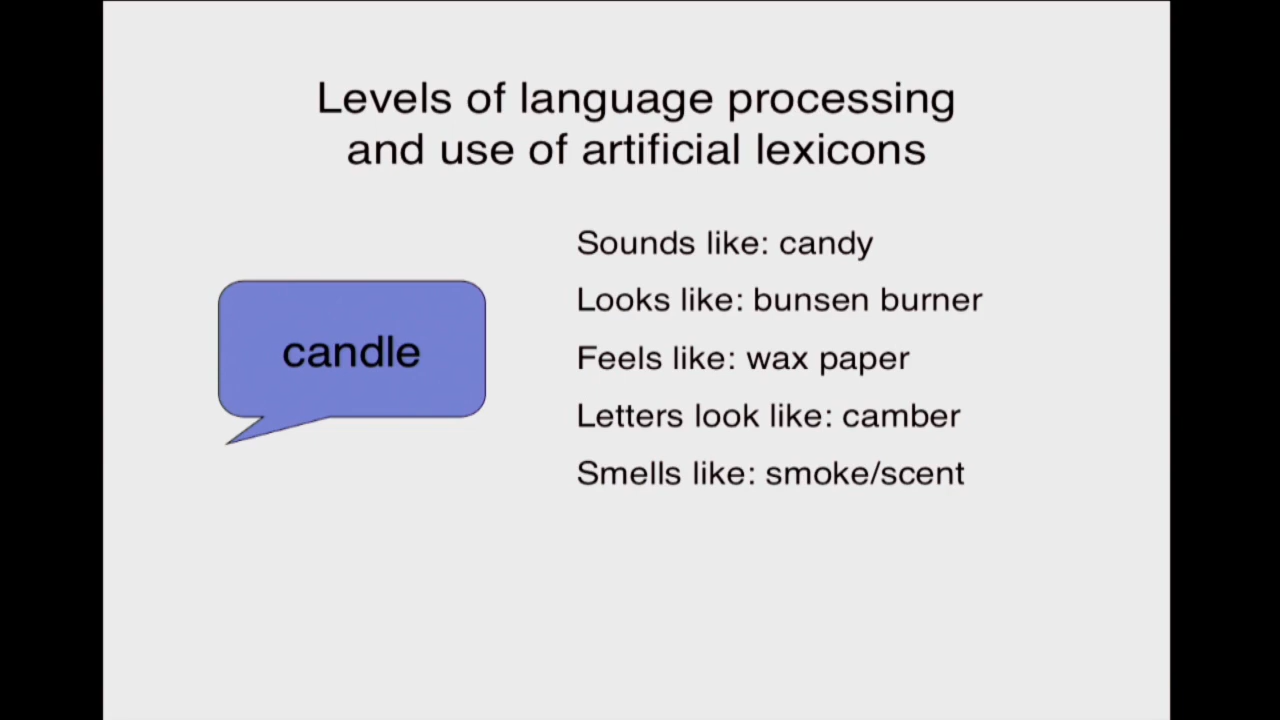 Levels of language processing
and use of artificial lexicons
candle
Sounds like: candy
Looks like: bunsen burner
Feels like: wax paper
Letters look like: camber
Smells like: smoke/scent